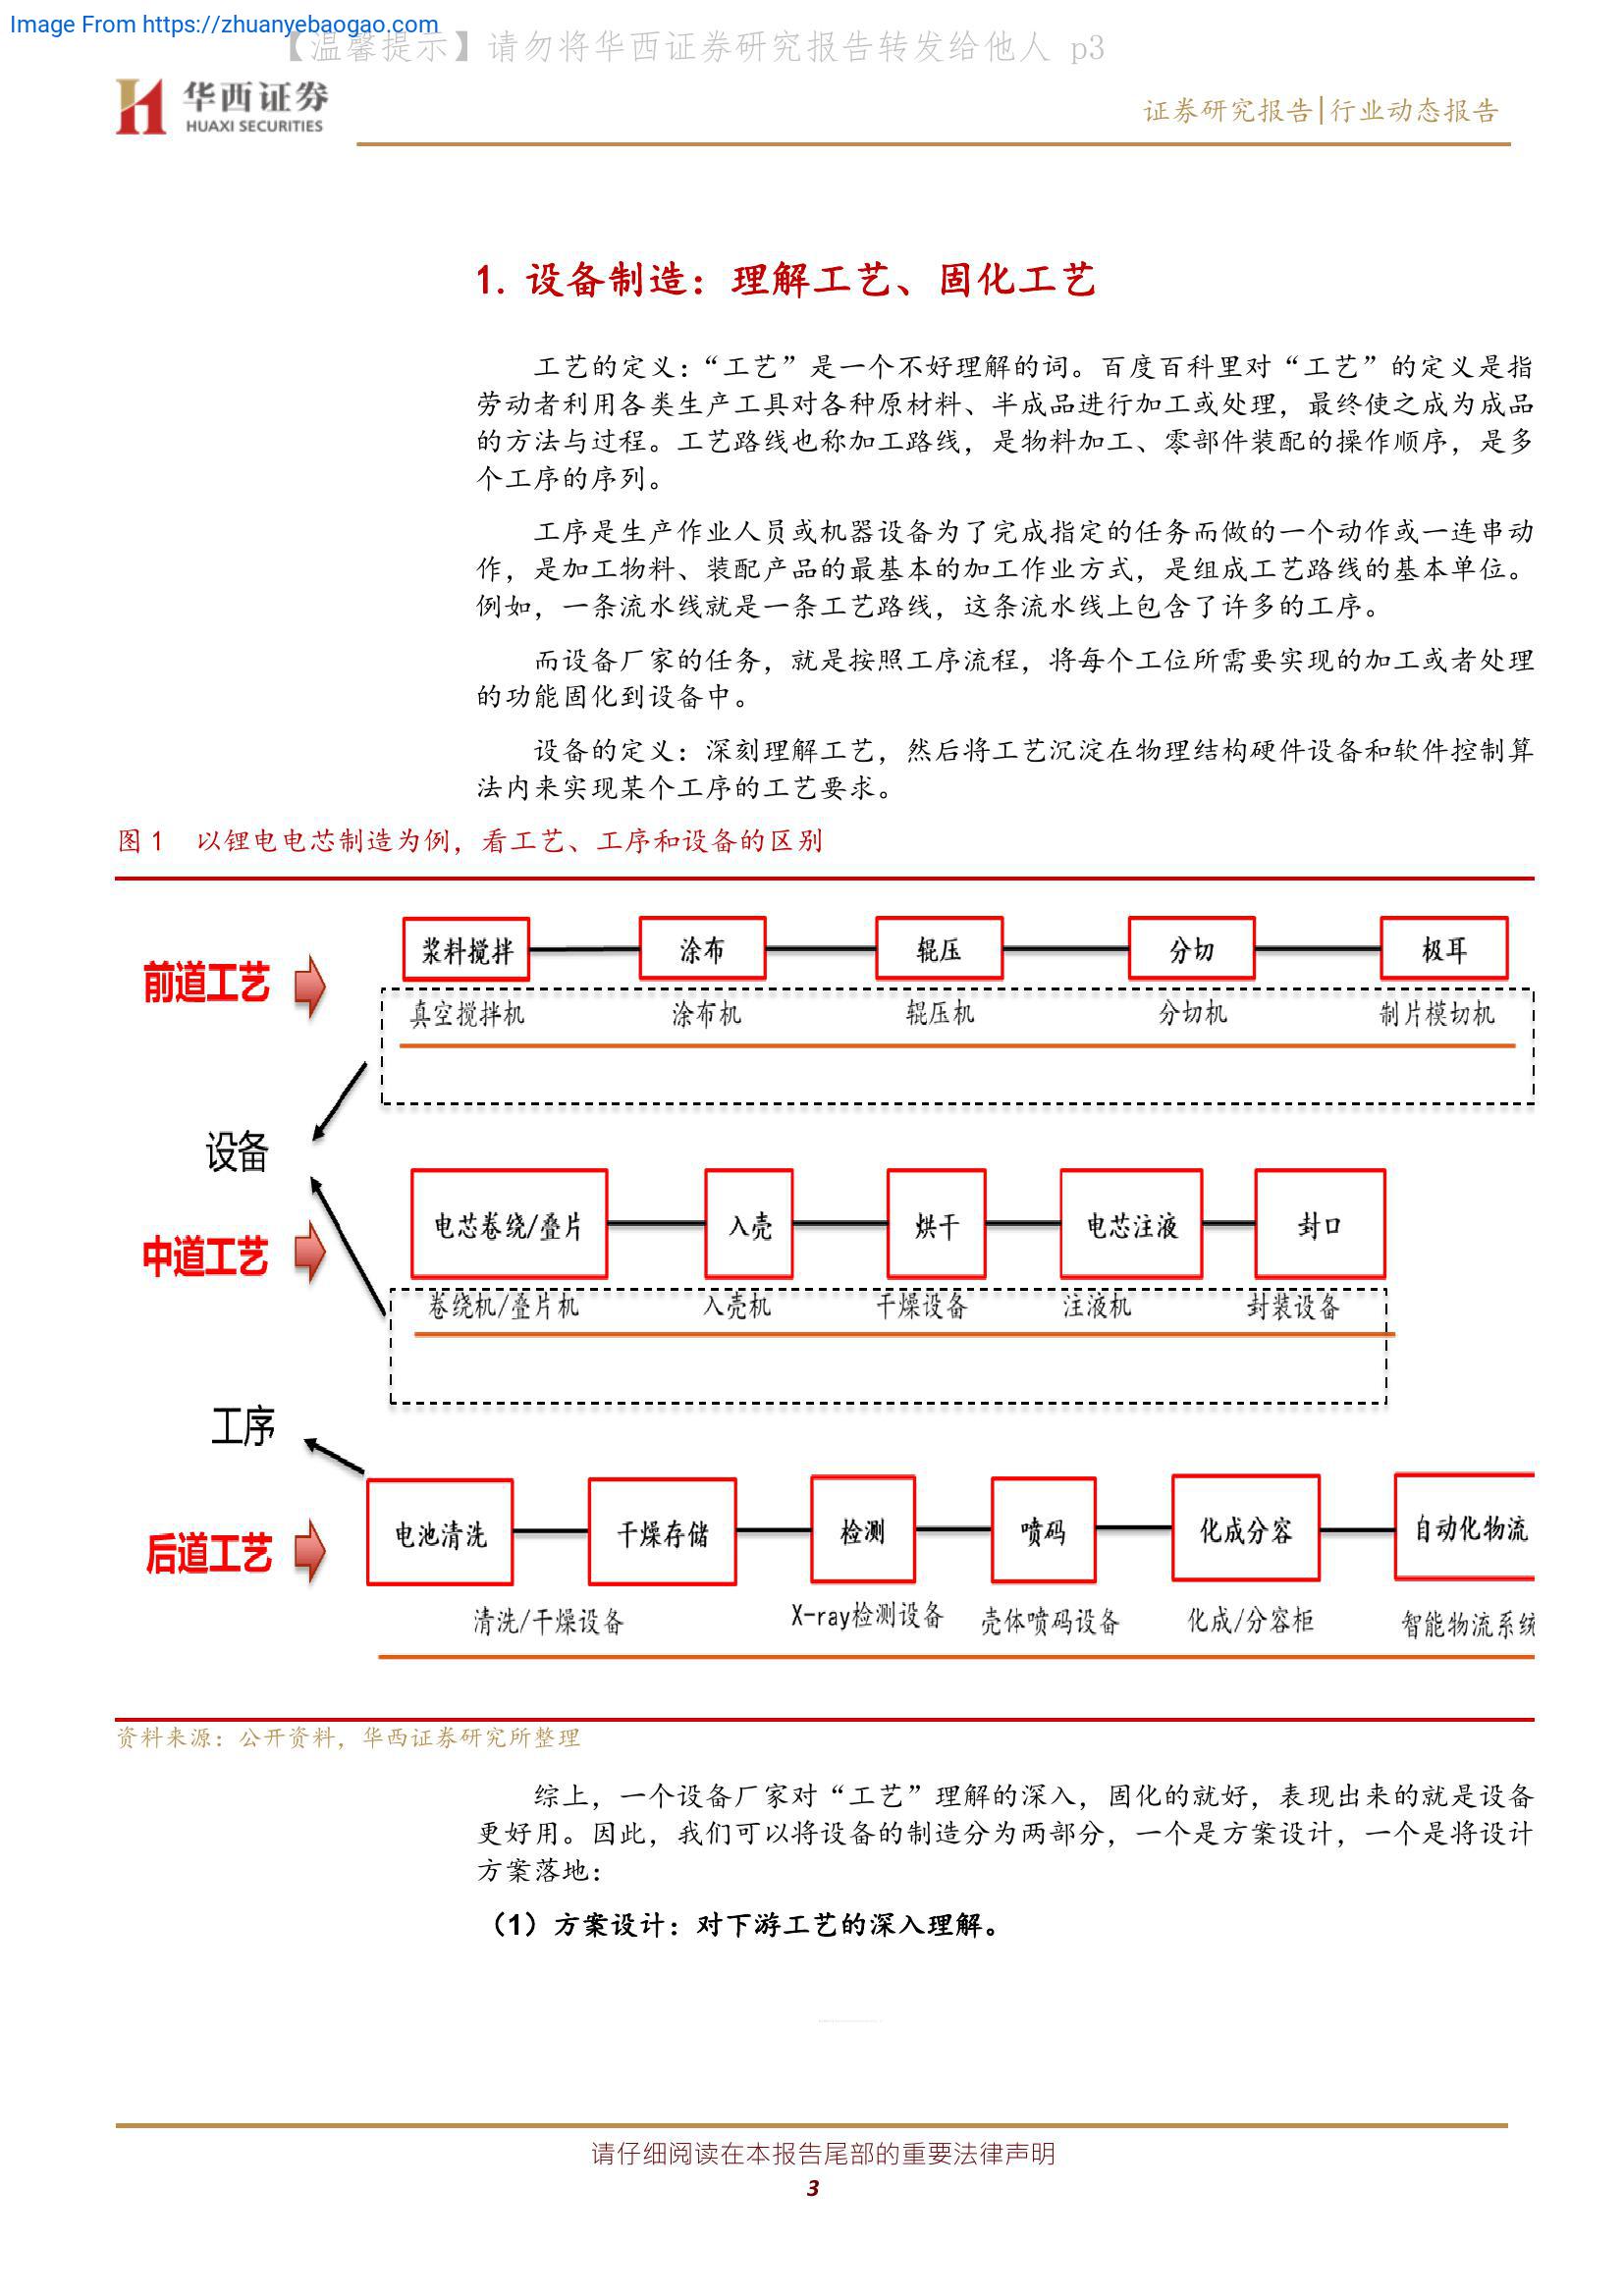 Image From https://zhuanyebaogao.com
【温馨提示】请勿将华西证券研究报告转发给他人 p3
华西证券
HUAXI SECURITIES
证券研究报告|行业动态报告
1. 设备制造：理解工艺、固化工艺
工艺的定义：“工艺”是一个不好理解的词。百度百科里对“工艺”的定义是指
劳动者利用各类生产工具对各种原材料、半成品进行加工或处理，最终使之成为成品
的方法与过程。工艺路线也称加工路线，是物料加工、零部件装配的操作顺序，是多
个工序的序列。
工序是生产作业人员或机器设备为了完成指定的任务而做的一个动作或一连串动
作，是加工物料、装配产品的最基本的加工作业方式，是组成工艺路线的基本单位。
例如，一条流水线就是一条工艺路线，这条流水线上包含了许多的工序。
而设备厂家的任务，就是按照工序流程，将每个工位所需要实现的加工或者处理
的功能固化到设备中。
设备的定义：深刻理解工艺，然后将工艺沉淀在物理结构硬件设备和软件控制算
法内来实现某个工序的工艺要求。
图 1 以锂电电芯制造为例，看工艺、工序和设备的区别
前道工艺
浆料搅拌 涂布 辊压 分切 极耳
真空搅拌机 涂布机 辊压机 分切机 制片模切机
设备
中道工艺
电芯卷绕/叠片 入壳 烘干 电芯注液 封口
卷绕机/叠片机 入壳机 干燥设备 注液机 封装设备
工序
后道工艺
电池清洗 干燥存储 检测 喷码 化成分容 自动化物流
清洗/干燥设备 X-ray检测设备 壳体喷码设备 化成/分容柜 智能物流系统
资料来源：公开资料，华西证券研究所整理
综上，一个设备厂家对“工艺”理解的深入，固化的就好，表现出来的就是设备
更好用。因此，我们可以将设备的制造分为两部分，一个是方案设计，一个是将设计
方案落地：
（1）方案设计：对下游工艺的深入理解。
请仔细阅读在本报告尾部的重要法律声明
3